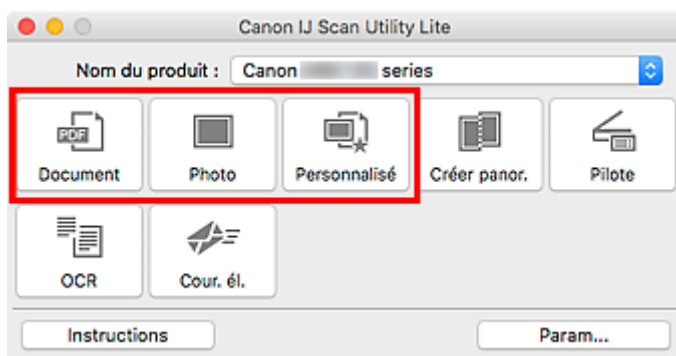 Canon IJ Scan Utility Lite
Nom du produit : Canon series
PDF
Document Photo Personnalisé Créer panor. Pilote
OCR Cour. él.
Instructions Param...